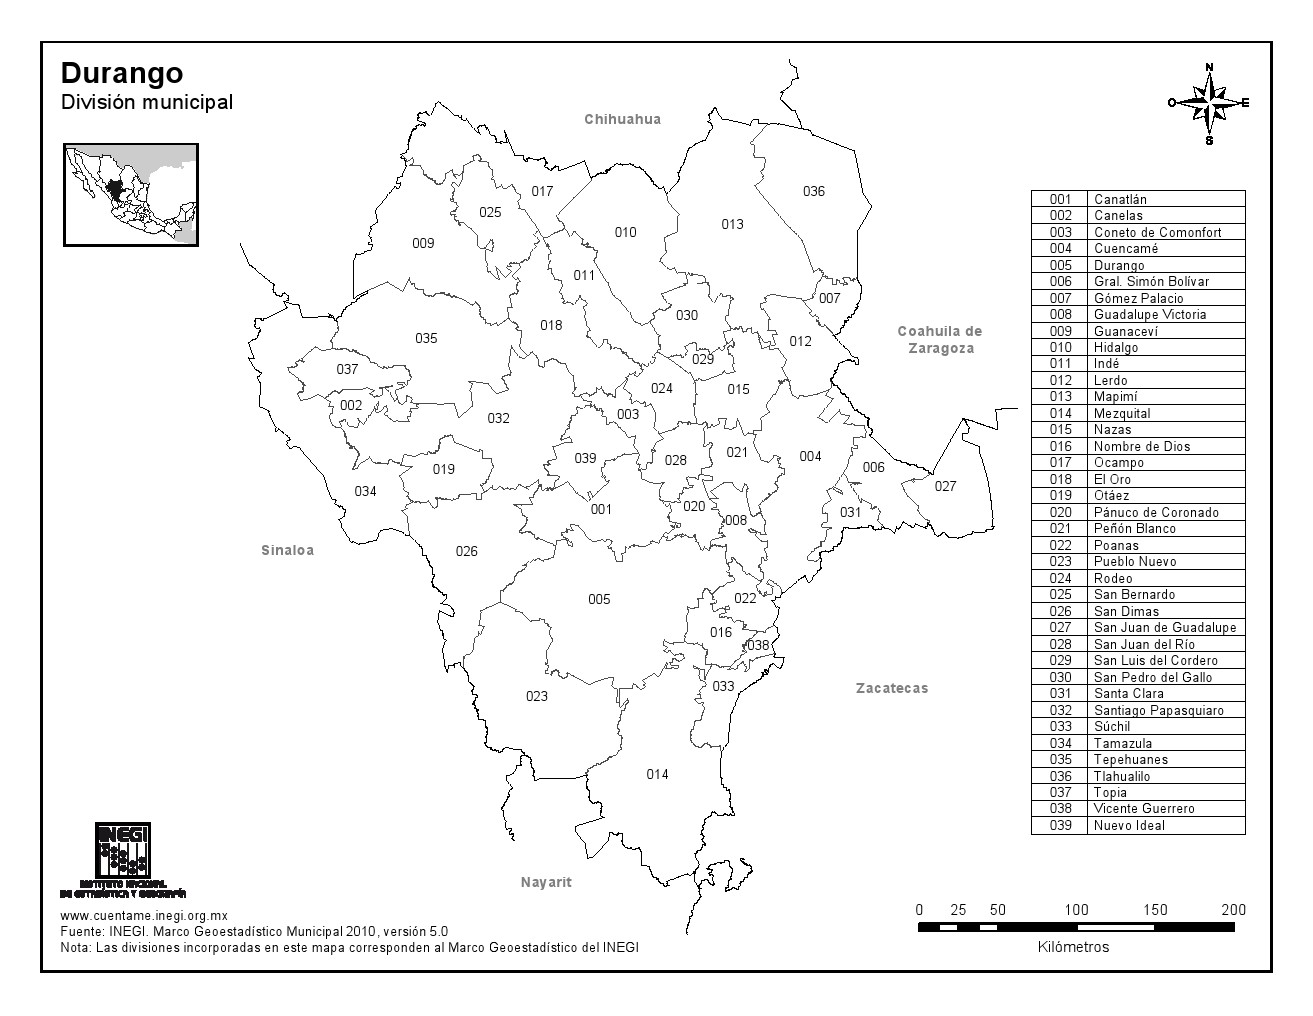 Durango
División municipal
N
O E
S
Chihuahua
017
036
025
013
010
009
011
007
030
018
035
012
Coahuila de
Zaragoza
029
037
024
015
002
003
032
021
004
039
028
006
019
027
034
020
001
031
008
Sinaloa
026
005
022
016
038
033
Zacatecas
023
014
Nayarit
001 Canatlán
002 Canelas
003 Coneto de Comonfort
004 Cuencamé
005 Durango
006 Gral. Simón Bolívar
007 Gómez Palacio
008 Guadalupe Victoria
009 Guanaceví
010 Hidalgo
011 Indé
012 Lerdo
013 Mapimí
014 Mezquital
015 Nazas
016 Nombre de Dios
017 Ocampo
018 El Oro
019 Otáez
020 Pánuco de Coronado
021 Peñón Blanco
022 Poanas
023 Pueblo Nuevo
024 Rodeo
025 San Bernardo
026 San Dimas
027 San Juan de Guadalupe
028 San Juan del Río
029 San Luis del Cordero
030 San Pedro del Gallo
031 Santa Clara
032 Santiago Papasquiaro
033 Súchil
034 Tamazula
035 Tepehuanes
036 Tlahualilo
037 Topia
038 Vicente Guerrero
039 Nuevo Ideal
INEGI
INSTITUTO NACIONAL
DE ESTADÍSTICA Y GEOGRAFÍA
www.cuentame.inegi.org.mx
Fuente: INEGI. Marco Geoestadístico Municipal 2010, versión 5.0
Nota: Las divisiones incorporadas en este mapa corresponden al Marco Geoestadístico del INEGI
0 25 50 100 150 200
Kilómetros